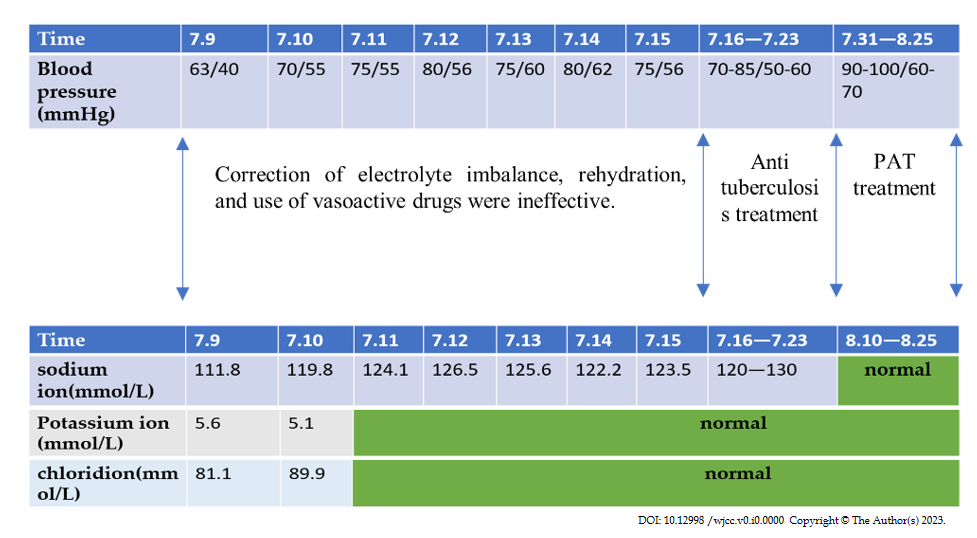 Time 7.9 7.10 7.11 7.12 7.13 7.14 7.15 7.16—7.23 7.31—8.25
Blood 63/40 70/55 75/55 80/56 75/60 80/62 75/56 70-85/50-60 90-100/60-
pressure 70
(mmHg)
Correction of electrolyte imbalance, rehydration,
and use of vasoactive drugs were ineffective.
Anti
tuberculosi
s treatment
PAT
treatment
Time 7.9 7.10 7.11 7.12 7.13 7.14 7.15 7.16—7.23 8.10—8.25
sodium 111.8 119.8 124.1 126.5 125.6 122.2 123.5 120—130 normal
ion(mmol/L)
Potassium ion 5.6 5.1 normal
(mmol/L)
chloridion(mm 81.1 89.9 normal
ol/L)
DOI: 10.12998 /wjcc.v0.i0.0000 Copyright © The Author(s) 2023.